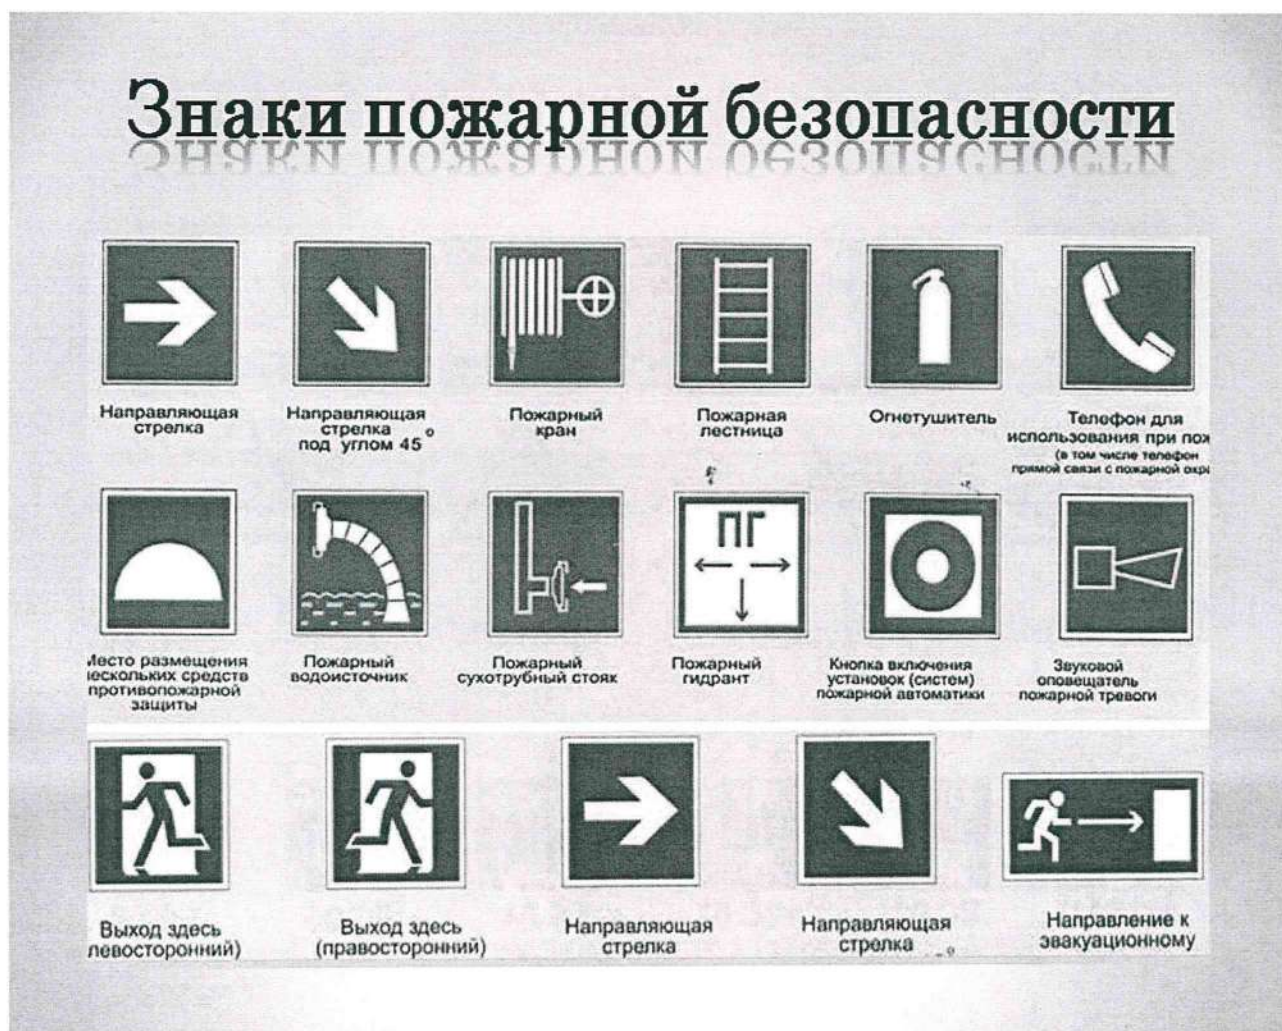 Знаки пожарной безопасности
Направляющая
стрелка
Направляющая
стрелка
под углом 45°
Пожарный
кран
Пожарная
лестница
Огнетушитель
Телефон для
использования при пож
(в том числе телефон
прямой связи с пожарной охра
ПГ
Место размещения
нескольких средств
противопожарной
защиты
Пожарный
водоисточник
Пожарный
сухотрубный стояк
Пожарный
гидрант
Кнопка включения
установок (систем)
пожарной автоматики
Звуковой
оповещатель
пожарной тревоги
Выход здесь
левосторонний)
Выход здесь
(правосторонний)
Направляющая
стрелка
Направляющая
стрелка
Направление к
эвакуационному